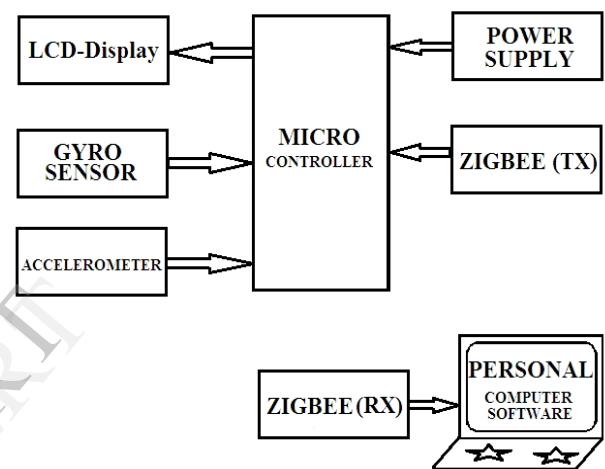 LCD-Display
POWER
SUPPLY
GYRO
SENSOR
MICRO
CONTROLLER
ZIGBEE (TX)
ACCELEROMETER
ZIGBEE (RX)
PERSONAL
COMPUTER
SOFTWARE